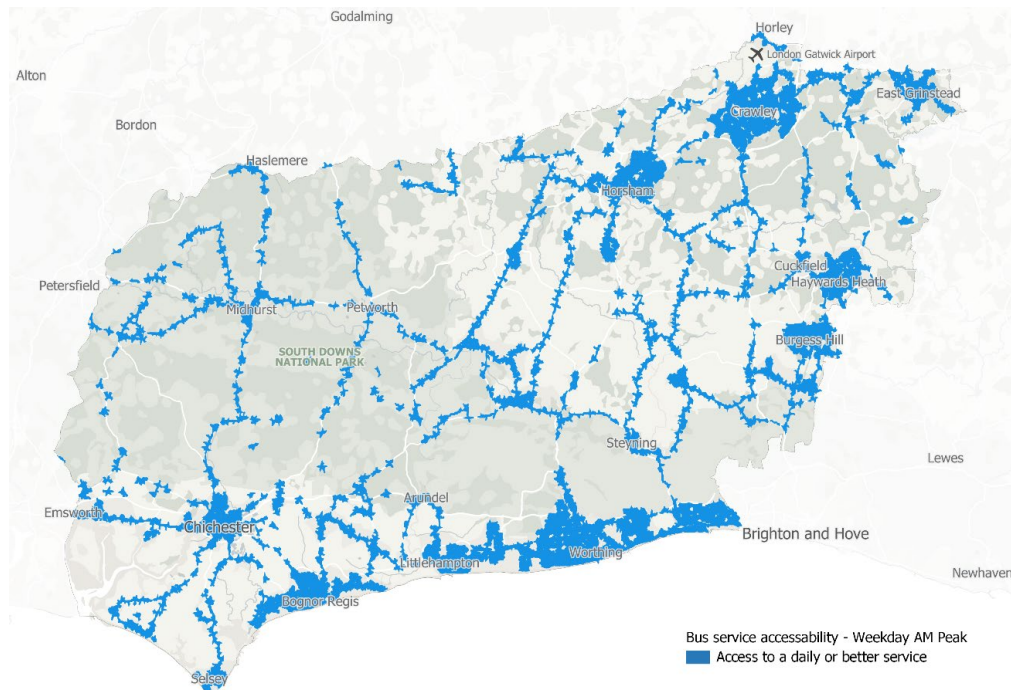 Godalming
Horley
London Gatwick Airport
Alton
East Grinstead
Crawley
Bordon
Haslemere
Horsham
Cuckfield
Haywards Heath
Petersfield
Midhurst
Petworth
Burgess Hill
SOUTH DOWNS
NATIONAL PARK
Steyning
Lewes
Arundel
Emsworth
Chichester
Brighton and Hove
Worthing
Littlehampton
Newhaven
Bognor Regis
Bus service accessability - Weekday AM Peak
Access to a daily or better service
Selsey